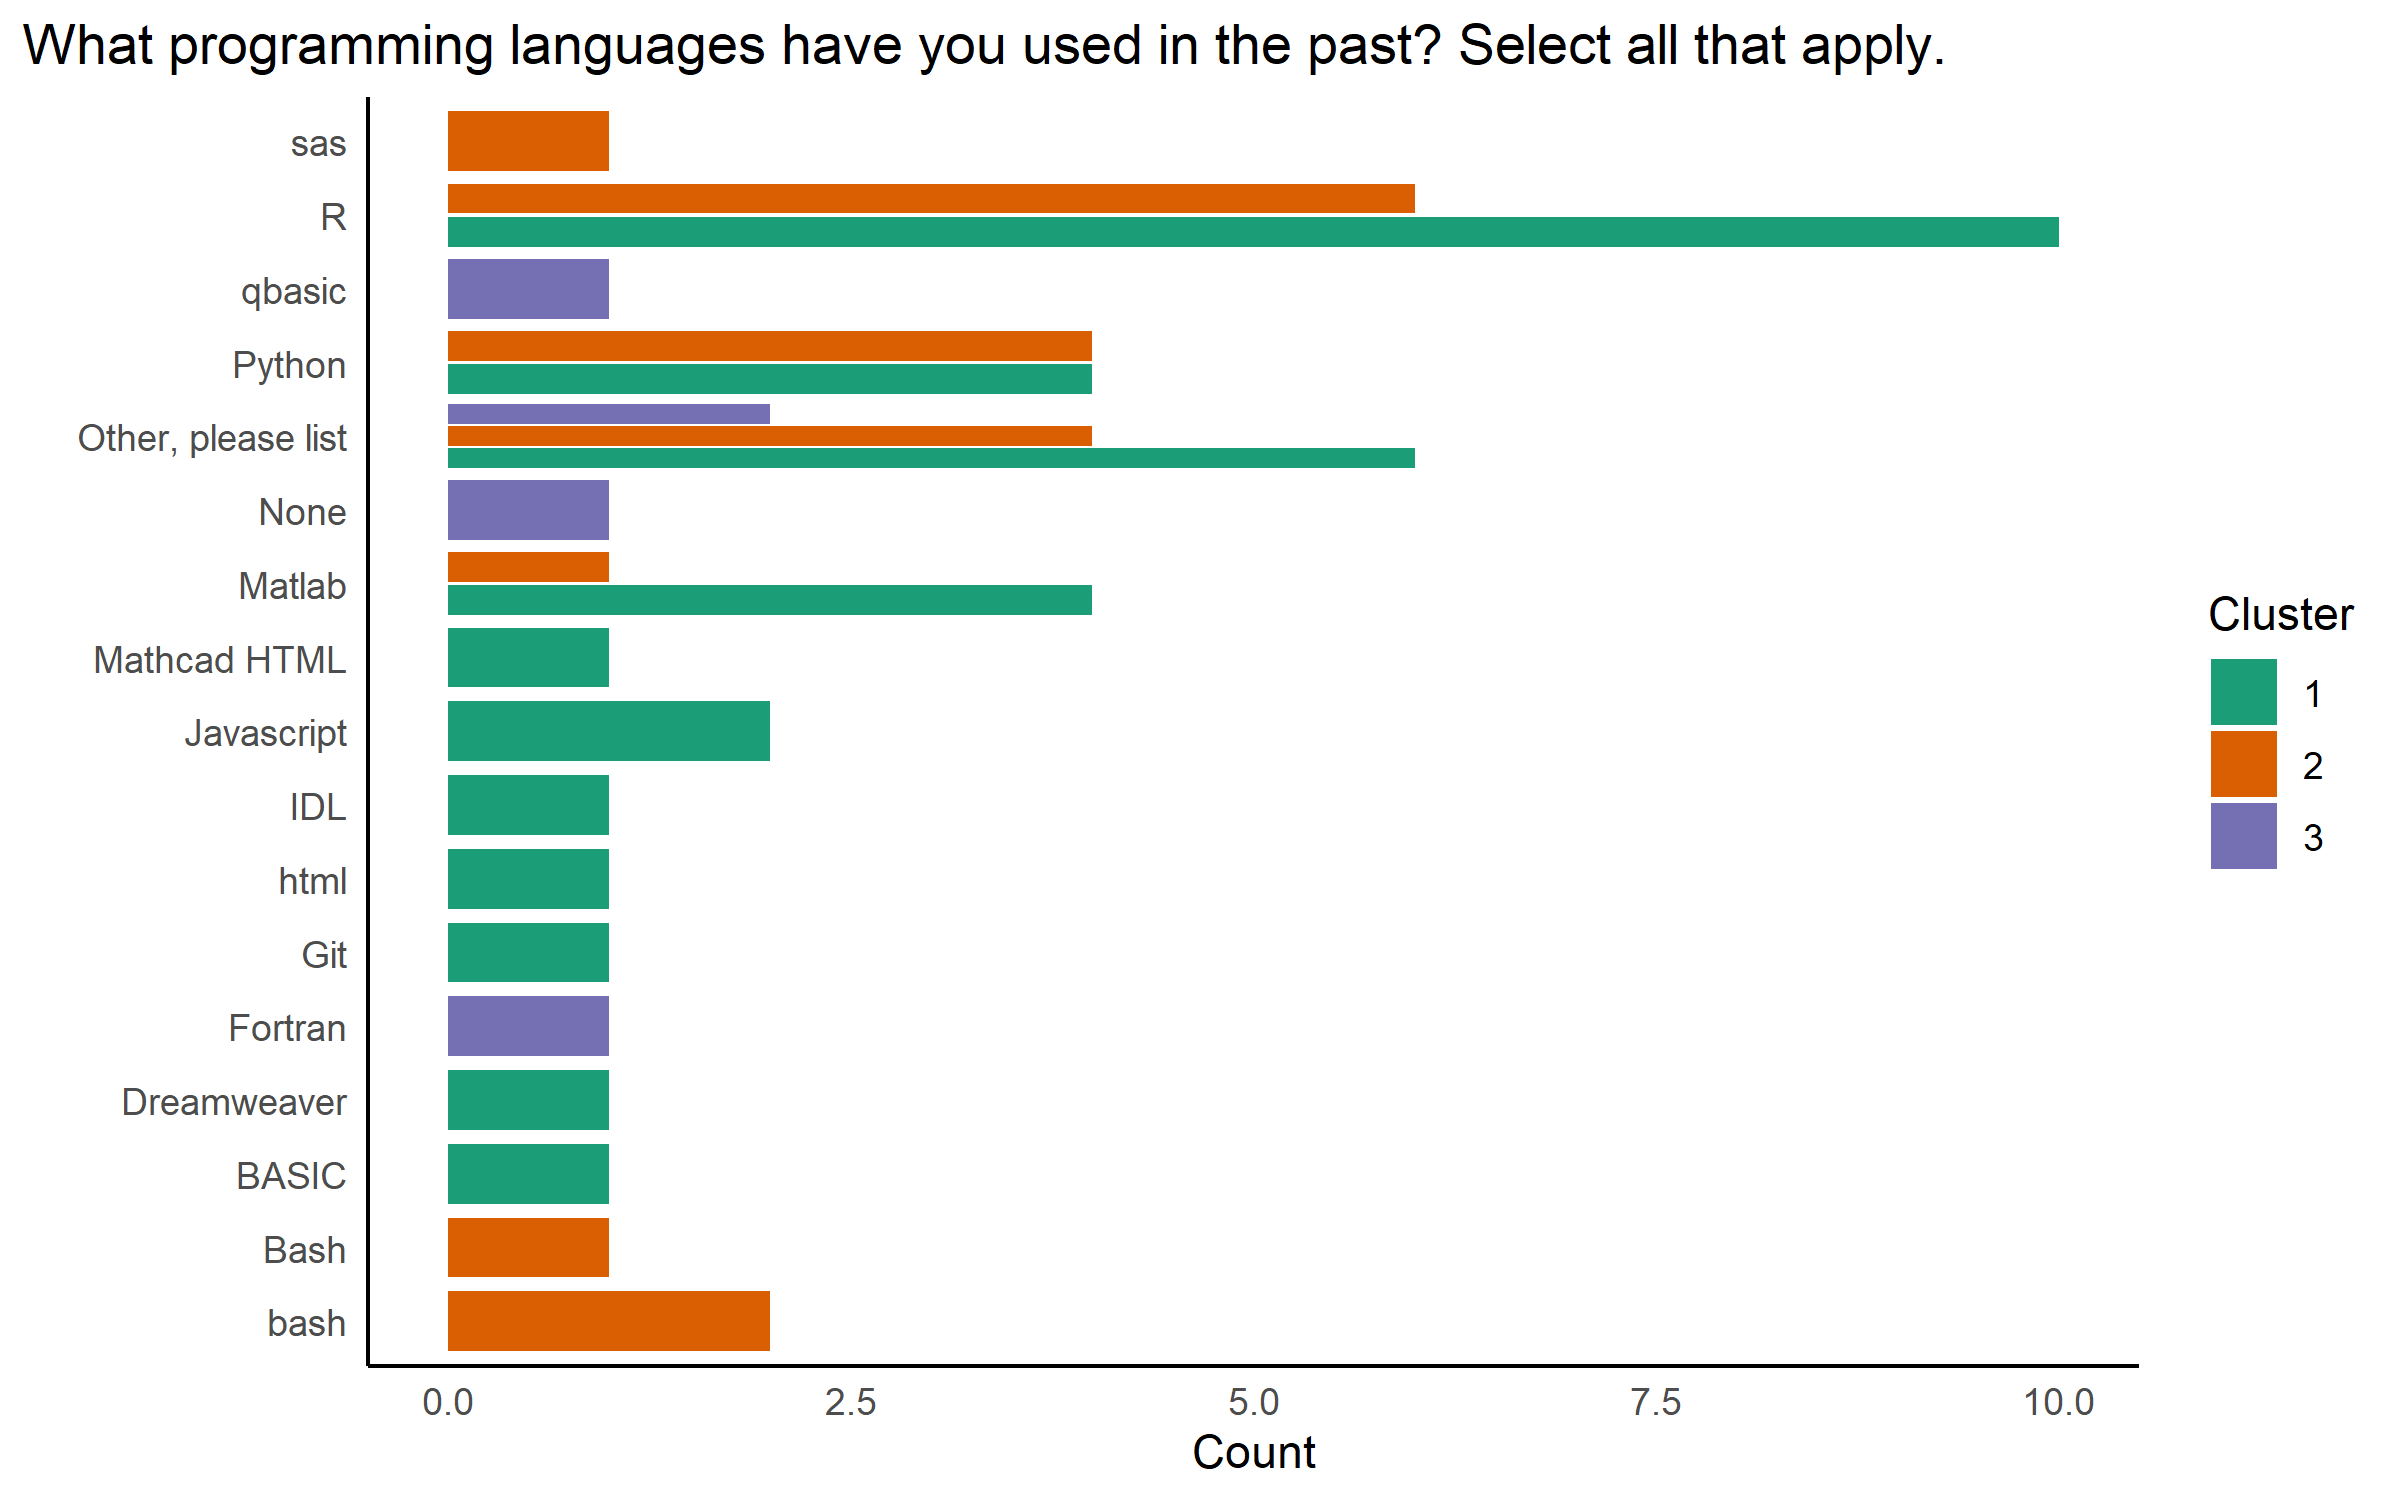 What programming languages have you used in the past? Select all that apply.
sas
R
qbasic
Python
Other, please list
None
Matlab
Mathcad HTML
Javascript
IDL
html
Git
Fortran
Dreamweaver
BASIC
Bash
bash
0.0 2.5 5.0 7.5 10.0
Count
Cluster
1
2
3